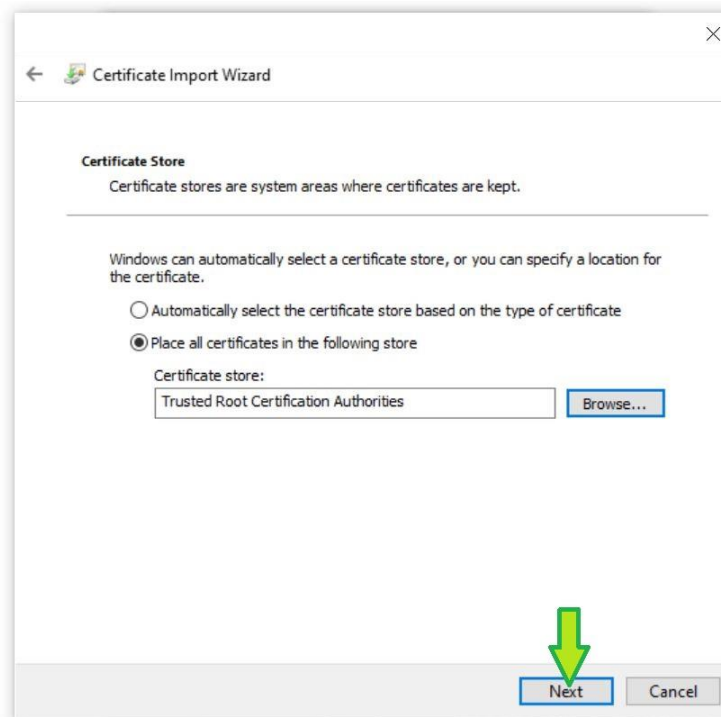 Certificate Import Wizard
Certificate Store
Certificate stores are system areas where certificates are kept.
Windows can automatically select a certificate store, or you can specify a location for
the certificate.
Automatically select the certificate store based on the type of certificate
Place all certificates in the following store
Certificate store:
Trusted Root Certification Authorities
Browse...
Next
Cancel